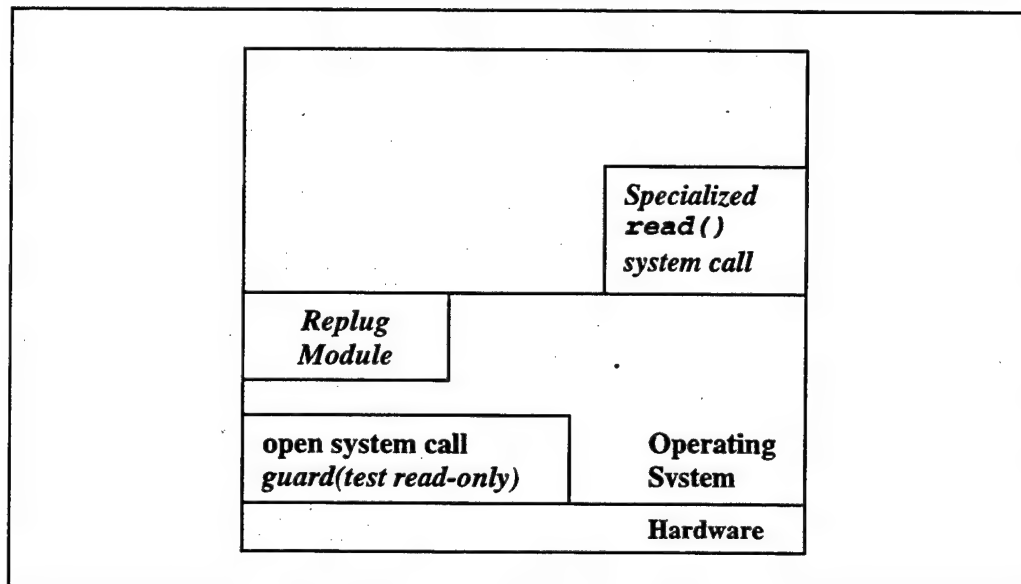 Specialized
read()
system call
Replug
Module
open system call
guard(test read-only)
Operating
System
Hardware